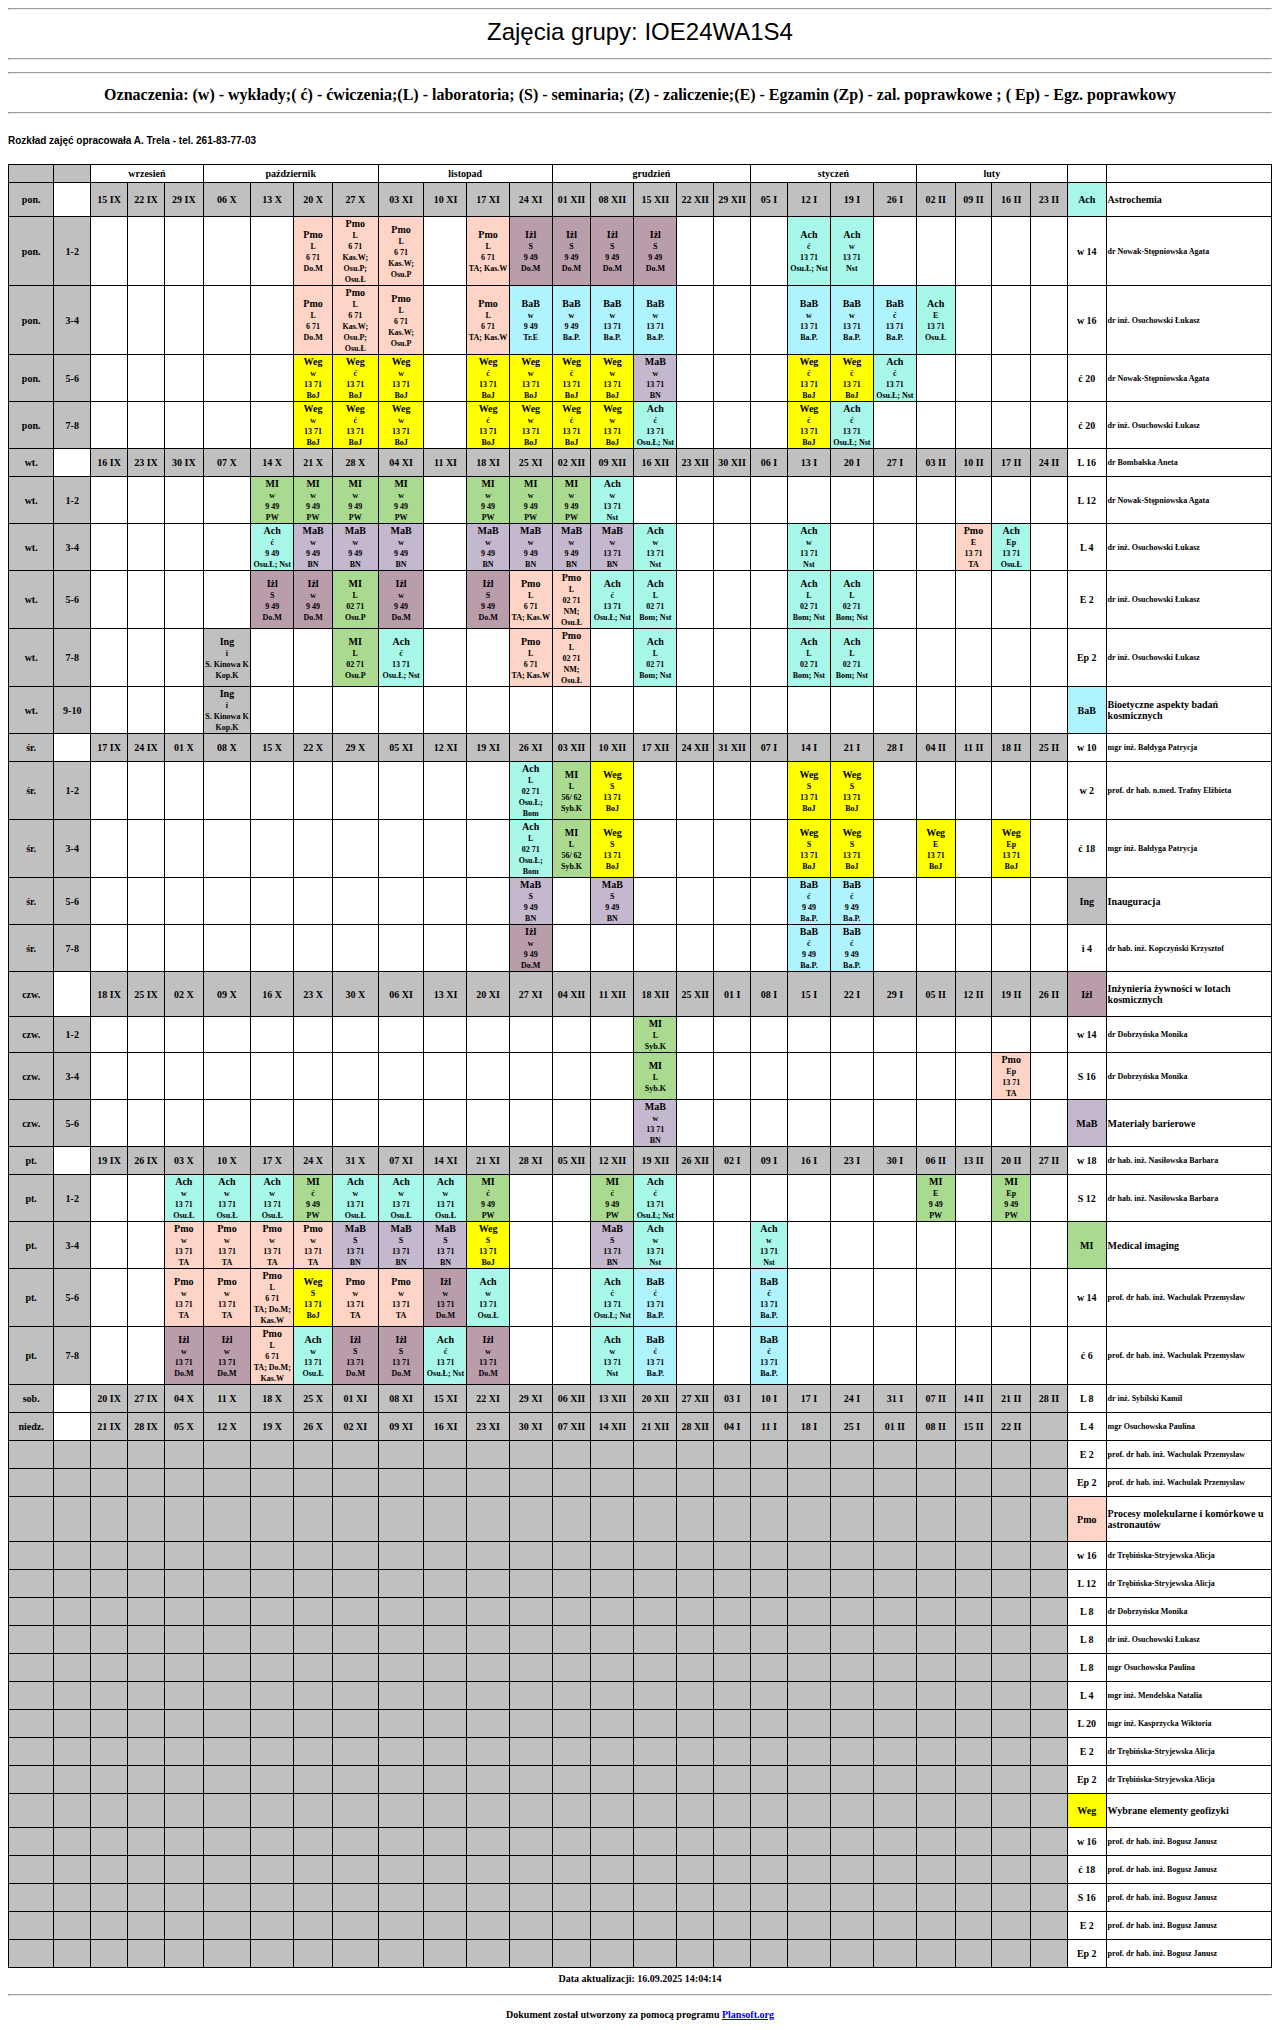 Zajęcia grupy: IOE24WA1S4
Oznaczenia: (w) - wykłady;( ć) - ćwiczenia;(L) - laboratoria; (S) - seminaria; (Z) - zaliczenie;(E) - Egzamin (Zp) - zal. poprawkowe ; ( Ep) - Egz. poprawkowy
Rozkład zajęć opracowała A. Trela - tel. 261-83-77-03
wrzesień październik listopad grudzień styczeń luty
pon. 15 IX 22 IX 29 IX 06 X 13 X 20 X 27 X 03 XI 10 XI 17 XI 24 XI 01 XII 08 XII 15 XII 22 XII 29 XII 05 I 12 I 19 I 26 I 02 II 09 II 16 II 23 II Ach Astrochemia
pon. 1-2 Pmo L 6 71 Do.M Pmo L 6 71 Kas.W; Osu.P; Osu.Ł Pmo L 6 71 Kas.W; Osu.P Pmo L 6 71 TA; Kas.W Iżl S 9 49 Do.M Iżl S 9 49 Do.M Iżl S 9 49 Do.M Iżl S 9 49 Do.M Ach ć 13 71 Osu.Ł; Nst Ach w 13 71 Nst w 14 dr Nowak-Stępniowska Agata
pon. 3-4 Pmo L 6 71 Do.M Pmo L 6 71 Kas.W; Osu.P; Osu.Ł Pmo L 6 71 Kas.W; Osu.P Pmo L 6 71 TA; Kas.W BaB w 9 49 Tr.E BaB w 9 49 Ba.P. BaB w 13 71 Ba.P. BaB w 13 71 Ba.P. BaB w 13 71 Ba.P. BaB w 13 71 Ba.P. BaB ć 13 71 Ba.P. Ach E 13 71 Osu.Ł w 16 dr inż. Osuchowski Łukasz
pon. 5-6 Weg w 13 71 BoJ Weg ć 13 71 BoJ Weg w 13 71 BoJ Weg ć 13 71 BoJ Weg w 13 71 BoJ Weg ć 13 71 BoJ Weg w 13 71 BoJ MaB w 13 71 BN Weg ć 13 71 BoJ Weg ć 13 71 BoJ Ach ć 13 71 Osu.Ł; Nst ć 20 dr Nowak-Stępniowska Agata
pon. 7-8 Weg w 13 71 BoJ Weg ć 13 71 BoJ Weg w 13 71 BoJ Weg ć 13 71 BoJ Weg w 13 71 BoJ Weg ć 13 71 BoJ Weg w 13 71 BoJ Ach ć 13 71 Osu.Ł; Nst Weg ć 13 71 BoJ Ach ć 13 71 Osu.Ł; Nst ć 20 dr inż. Osuchowski Łukasz
wt. 16 IX 23 IX 30 IX 07 X 14 X 21 X 28 X 04 XI 11 XI 18 XI 25 XI 02 XII 09 XII 16 XII 23 XII 30 XII 06 I 13 I 20 I 27 I 03 II 10 II 17 II 24 II L 16 dr Bombalska Aneta
wt. 1-2 MI w 9 49 PW MI w 9 49 PW MI w 9 49 PW MI w 9 49 PW MI w 9 49 PW MI w 9 49 PW MI w 9 49 PW Ach w 13 71 Nst L 12 dr Nowak-Stępniowska Agata
wt. 3-4 Ach ć 9 49 Osu.Ł; Nst MaB w 9 49 BN MaB w 9 49 BN MaB w 9 49 BN MaB w 9 49 BN MaB w 9 49 BN MaB w 9 49 BN MaB w 13 71 BN Ach w 13 71 Nst Ach w 13 71 Nst Pmo E 13 71 TA Ach Ep 13 71 Osu.Ł L 4 dr inż. Osuchowski Łukasz
wt. 5-6 Iżl S 9 49 Do.M Iżl w 9 49 Do.M MI L 02 71 Osu.P Iżl w 9 49 Do.M Iżl S 9 49 Do.M Pmo L 6 71 TA; Kas.W Pmo L 02 71 NM; Osu.Ł Ach ć 13 71 Osu.Ł; Nst Ach L 02 71 Bom; Nst Ach L 02 71 Bom; Nst Ach L 02 71 Bom; Nst E 2 dr inż. Osuchowski Łukasz
wt. 7-8 Ing i S. Kinowa K Kop.K MI L 02 71 Osu.P Ach ć 13 71 Osu.Ł; Nst Pmo L 6 71 TA; Kas.W Pmo L 02 71 NM; Osu.Ł Ach L 02 71 Bom; Nst Ach L 02 71 Bom; Nst Ach L 02 71 Bom; Nst Ep 2 dr inż. Osuchowski Łukasz
wt. 9-10 Ing i S. Kinowa K Kop.K BaB Bioetyczne aspekty badań kosmicznych
śr. 17 IX 24 IX 01 X 08 X 15 X 22 X 29 X 05 XI 12 XI 19 XI 26 XI 03 XII 10 XII 17 XII 24 XII 31 XII 07 I 14 I 21 I 28 I 04 II 11 II 18 II 25 II w 10 mgr inż. Bałdyga Patrycja
śr. 1-2 Ach L 02 71 Osu.Ł; Bom MI L 56/ 62 Syb.K Weg S 13 71 BoJ Weg S 13 71 BoJ Weg S 13 71 BoJ w 2 prof. dr hab. n.med. Trafny Elżbieta
śr. 3-4 Ach L 02 71 Osu.Ł; Bom MI L 56/ 62 Syb.K Weg S 13 71 BoJ Weg S 13 71 BoJ Weg S 13 71 BoJ Weg E 13 71 BoJ Weg Ep 13 71 BoJ ć 18 mgr inż. Bałdyga Patrycja
śr. 5-6 MaB S 9 49 BN MaB S 9 49 BN BaB ć 9 49 Ba.P. BaB ć 9 49 Ba.P. Ing Inauguracja
śr. 7-8 Iżl w 9 49 Do.M BaB ć 9 49 Ba.P. BaB ć 9 49 Ba.P. i 4 dr hab. inż. Kopczyński Krzysztof
czw. 18 IX 25 IX 02 X 09 X 16 X 23 X 30 X 06 XI 13 XI 20 XI 27 XI 04 XII 11 XII 18 XII 25 XII 01 I 08 I 15 I 22 I 29 I 05 II 12 II 19 II 26 II Iżl Inżynieria żywności w lotach kosmicznych
czw. 1-2 MI L Syb.K w 14 dr Dobrzyńska Monika
czw. 3-4 MI L Syb.K Pmo Ep 13 71 TA S 16 dr Dobrzyńska Monika
czw. 5-6 MaB w 13 71 BN MaB Materiały barierowe
pt. 19 IX 26 IX 03 X 10 X 17 X 24 X 31 X 07 XI 14 XI 21 XI 28 XI 05 XII 12 XII 19 XII 26 XII 02 I 09 I 16 I 23 I 30 I 06 II 13 II 20 II 27 II w 18 dr hab. inż. Nasiłowska Barbara
pt. 1-2 Ach w 13 71 Osu.Ł Ach w 13 71 Osu.Ł Ach w 13 71 Osu.Ł MI ć 9 49 PW Ach w 13 71 Osu.Ł Ach w 13 71 Osu.Ł Ach w 13 71 Osu.Ł MI ć 9 49 PW MI ć 9 49 PW Ach ć 13 71 Osu.Ł; Nst MI E 9 49 PW MI Ep 9 49 PW S 12 dr hab. inż. Nasiłowska Barbara
pt. 3-4 Pmo w 13 71 TA Pmo w 13 71 TA Pmo w 13 71 TA Pmo w 13 71 TA MaB S 13 71 BN MaB S 13 71 BN MaB S 13 71 BN Weg S 13 71 BoJ MaB S 13 71 BN Ach w 13 71 Nst Ach w 13 71 Nst MI Medical imaging
pt. 5-6 Pmo w 13 71 TA Pmo w 13 71 TA Pmo L 6 71 TA; Do.M; Kas.W Weg S 13 71 BoJ Pmo w 13 71 TA Pmo w 13 71 TA Iżl w 13 71 Do.M Ach w 13 71 Osu.Ł Ach ć 13 71 Osu.Ł; Nst BaB ć 13 71 Ba.P. BaB ć 13 71 Ba.P. w 14 prof. dr hab. inż. Wachulak Przemysław
pt. 7-8 Iżl w 13 71 Do.M Iżl w 13 71 Do.M Pmo L 6 71 TA; Do.M; Kas.W Ach w 13 71 Osu.Ł Iżl S 13 71 Do.M Iżl S 13 71 Do.M Ach ć 13 71 Osu.Ł; Nst Iżl w 13 71 Do.M Ach w 13 71 Nst BaB ć 13 71 Ba.P. BaB ć 13 71 Ba.P. ć 6 prof. dr hab. inż. Wachulak Przemysław
sob. 20 IX 27 IX 04 X 11 X 18 X 25 X 01 XI 08 XI 15 XI 22 XI 29 XI 06 XII 13 XII 20 XII 27 XII 03 I 10 I 17 I 24 I 31 I 07 II 14 II 21 II 28 II L 8 dr inż. Sybilski Kamil
niedz. 21 IX 28 IX 05 X 12 X 19 X 26 X 02 XI 09 XI 16 XI 23 XI 30 XI 07 XII 14 XII 21 XII 28 XII 04 I 11 I 18 I 25 I 01 II 08 II 15 II 22 II L 4 mgr Osuchowska Paulina
E 2 prof. dr hab. inż. Wachulak Przemysław
Ep 2 prof. dr hab. inż. Wachulak Przemysław
Pmo Procesy molekularne i komórkowe u astronautów
w 16 dr Trębińska-Stryjewska Alicja
L 12 dr Trębińska-Stryjewska Alicja
L 8 dr Dobrzyńska Monika
L 8 dr inż. Osuchowski Łukasz
L 8 mgr Osuchowska Paulina
L 4 mgr inż. Mendelska Natalia
L 20 mgr inż. Kasprzycka Wiktoria
E 2 dr Trębińska-Stryjewska Alicja
Ep 2 dr Trębińska-Stryjewska Alicja
Weg Wybrane elementy geofizyki
w 16 prof. dr hab. inż. Bogusz Janusz
ć 18 prof. dr hab. inż. Bogusz Janusz
S 16 prof. dr hab. inż. Bogusz Janusz
E 2 prof. dr hab. inż. Bogusz Janusz
Ep 2 prof. dr hab. inż. Bogusz Janusz
Data aktualizacji: 16.09.2025 14:04:14
Dokument został utworzony za pomocą programu Plansoft.org